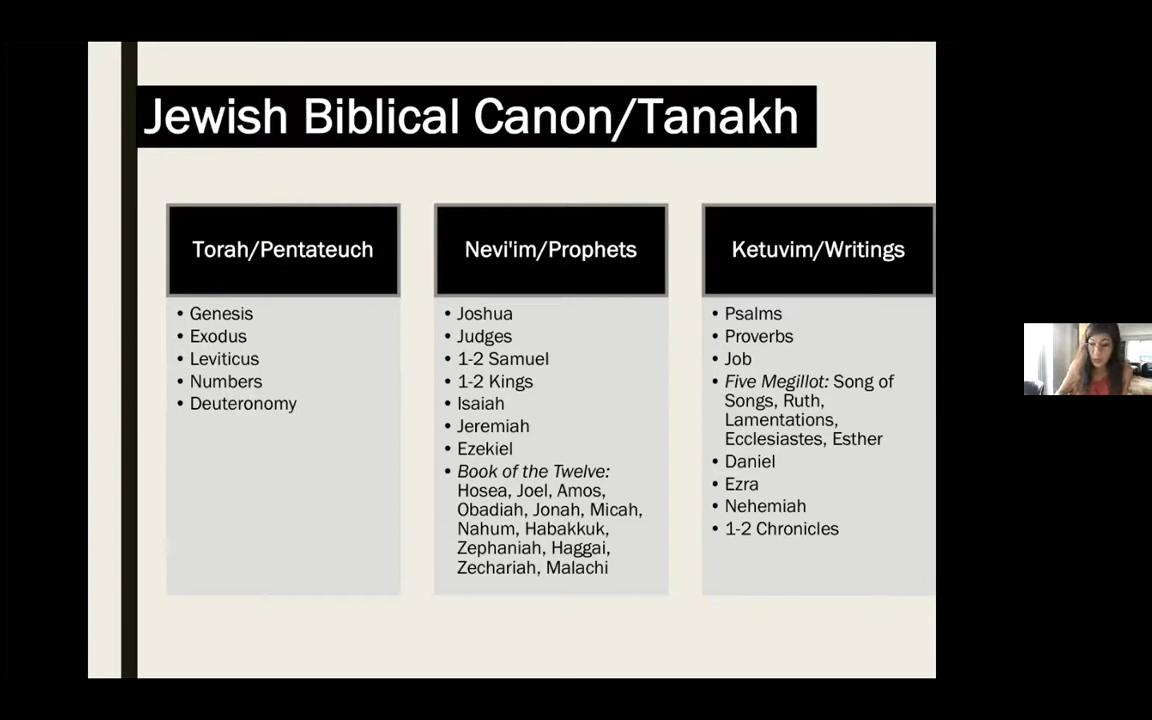 Jewish Biblical Canon/Tanakh
Torah/Pentateuch
• Genesis
• Exodus
• Leviticus
• Numbers
• Deuteronomy
Nevi'im/Prophets
• Joshua
• Judges
• 1-2 Samuel
• 1-2 Kings
• Isaiah
• Jeremiah
• Ezekiel
• Book of the Twelve:
Hosea, Joel, Amos,
Obadiah, Jonah, Micah,
Nahum, Habakkuk,
Zephaniah, Haggai,
Zechariah, Malachi
Ketuvim/Writings
• Psalms
• Proverbs
• Job
• Five Megillot: Song of
Songs, Ruth,
Lamentations,
Ecclesiastes, Esther
• Daniel
• Ezra
• Nehemiah
• 1-2 Chronicles